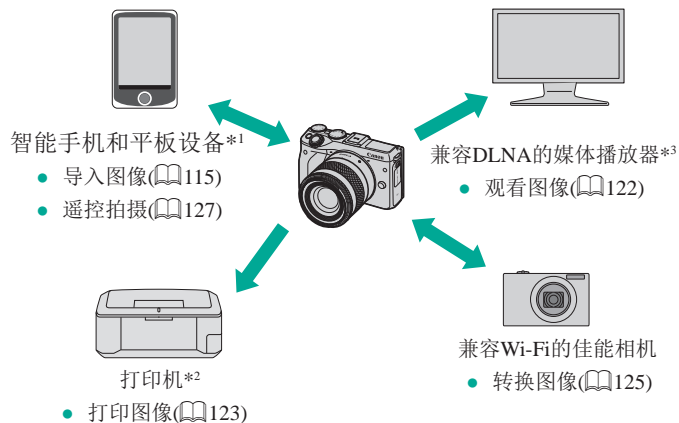 智能手机和平板设备*1
• 导入图像(115)
• 遥控拍摄(127)
Canon
兼容DLNA的媒体播放器*3
• 观看图像(122)
打印机*2
• 打印图像(123)
兼容Wi-Fi的佳能相机
• 转换图像(125)